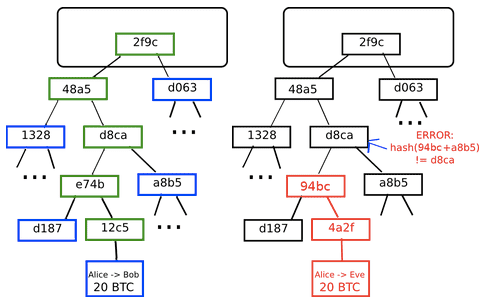 2f9c
48a5
d063
...
1328
...
d8ca
e74b
a8b5
...
d187
12c5
Alice -> Bob
20 BTC
2f9c
48a5
d063
...
1328
...
d8ca
ERROR:
hash(94bc+a8b5)
!= d8ca
94bc
a8b5
...
d187
4a2f
Alice -> Eve
20 BTC